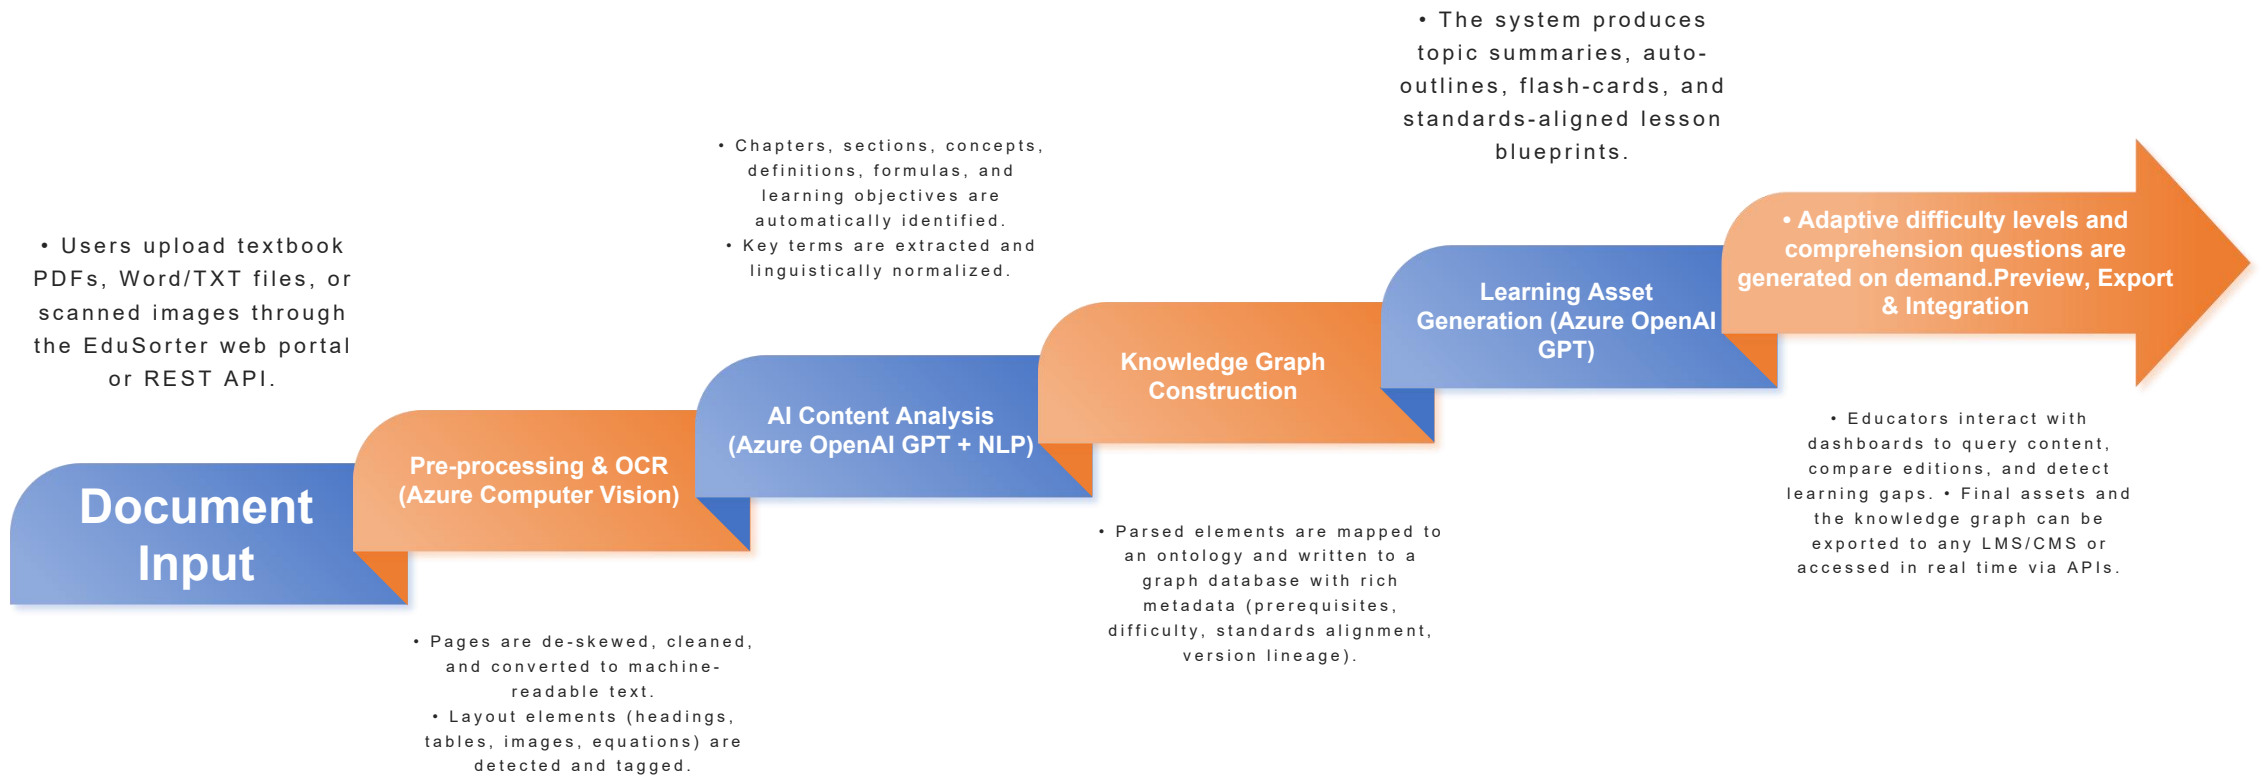 • Users upload textbook
PDFs, Word/TXT files, or
scanned images through
the EduSorter web portal
or REST API.
Document
Input
Pre-processing & OCR
(Azure Computer Vision)
• Pages are de-skewed, cleaned,
and converted to machine-
readable text.
• Layout elements (headings,
tables, images, equations) are
detected and tagged.
• Chapters, sections, concepts,
definitions, formulas, and
learning objectives are
automatically identified.
• Key terms are extracted and
linguistically normalized.
AI Content Analysis
(Azure OpenAI GPT + NLP)
Knowledge Graph
Construction
• Parsed elements are mapped to
an ontology and written to a
graph database with rich
metadata (prerequisites,
difficulty, standards alignment,
version lineage).
• The system produces
topic summaries, auto-
outlines, flash-cards, and
standards-aligned lesson
blueprints.
Learning Asset
Generation (Azure OpenAI
GPT)
• Adaptive difficulty levels and
comprehension questions are
generated on demand.Preview, Export
& Integration
• Educators interact with
dashboards to query content,
compare editions, and detect
learning gaps. • Final assets and
the knowledge graph can be
exported to any LMS/CMS or
accessed in real time via APIs.